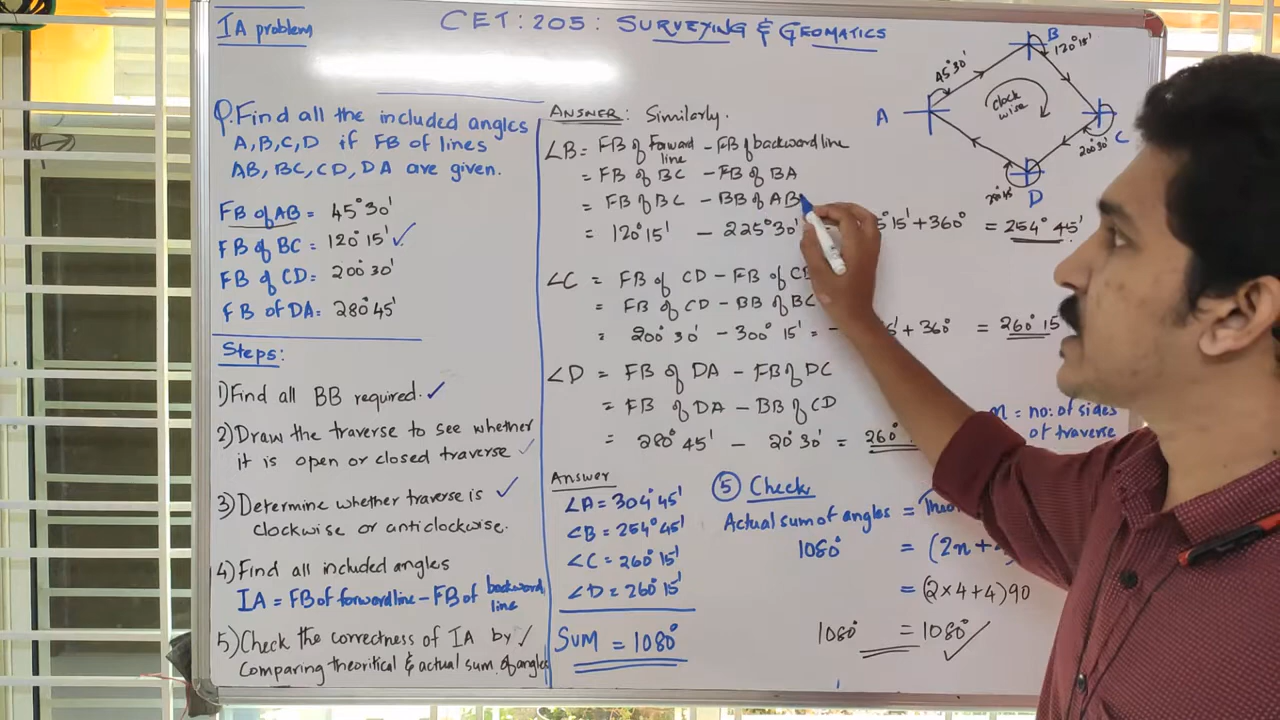 IA problem
CET: 205: SURVEYING & GEOMATICS
Q. Find all the included angles
A, B, C, D if FB of lines
AB, BC, CD, DA are given.
FB of AB = 45°30'
FB of BC = 120°15' ✓
FB of CD = 200°30'
FB of DA: 280°45'
Steps:
1) Find all BB required. ✓
2) Draw the traverse to see whether
it is open or closed traverse ✓
3) Determine whether traverse is ✓
clockwise or anticlockwise.
4) Find all included angles
IA = FB of forward line - FB of backword line
5) Check the correctness of IA by ✓
Comparing theoritical & actual sum of angles
ANSWER: Similarly.
∠B = FB of forward line - FB of backword line
= FB of BC - FB of BA
= FB of BC - BB of AB
= 120°15' - 225°30' 5°15' + 360° = 254°45'
∠C = FB of CD - FB of
= FB of CD - BB of BC
= 200°30' - 300°15' = - + 360 = 260°15
∠D = FB of DA - FB of DC
= FB of DA - BB of CD
= 280°45' - 20°30' = 260°
n = no: of sides
of traverse
Answer
∠A = 304°45'
∠B = 254°45'
∠C = 260°15'
∠D = 260°15'
SUM = 1080°
5 Check
Actual sum of angles =
1080° = (2n +
= (2×4+4)90
1080° = 1080° ✓
A
45°30'
B
120°15'
Clock
wise
C
200°30'
D